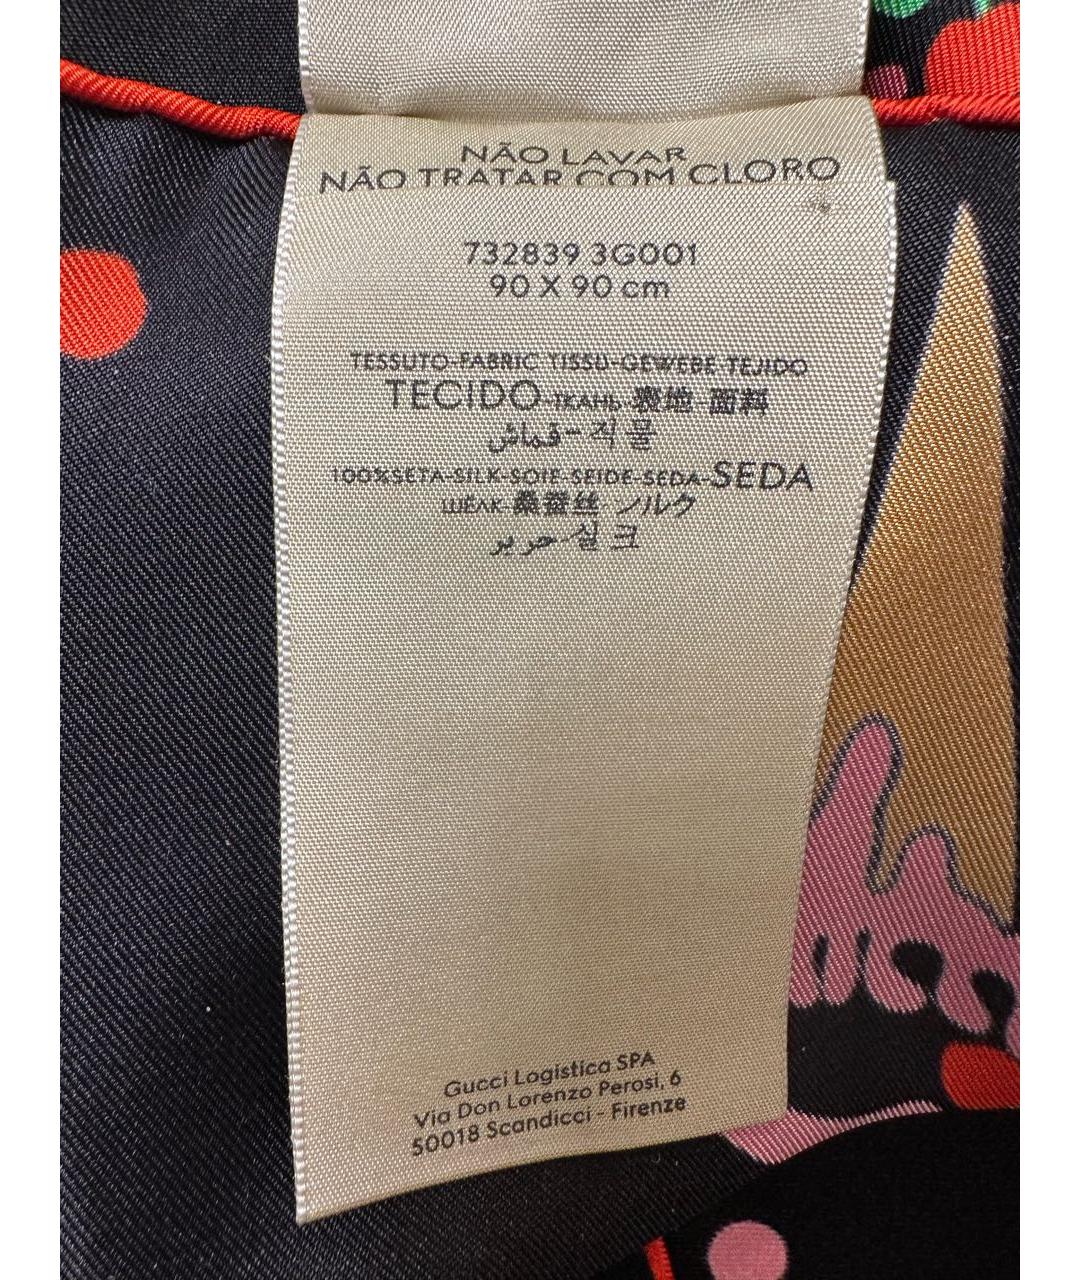 NÃO LAVAR
NÃO TRATAR COM CLORO
732839 3G001
90 X 90 cm
TESSUTO-FABRIC TISSU-GEWEBE-TEJIDO
TECIDO-ТКАНЬ-表地-面料
قماش-직물
100%SETA-SILK-SOIE-SEIDE-SEDA-SEDA
ШЕЛК-桑蚕丝-シルク
حرير 실크
Gucci Logistica SPA
Via Don Lorenzo Perosi, 6
50018 Scandicci - Firenze